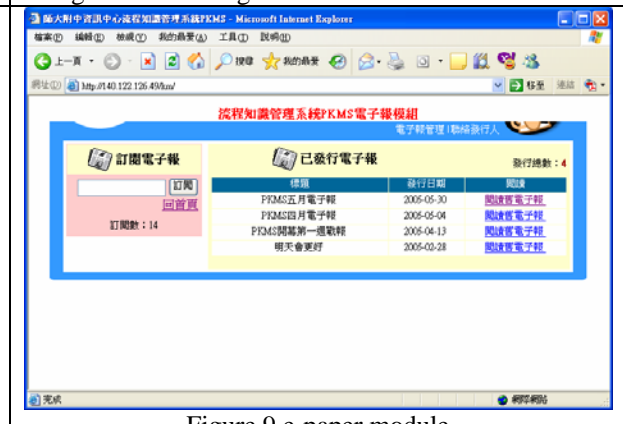 師大附中資訊中心流程知識管理系統PKMS - Microsoft Internet Explorer
檔案(F) 編輯(E) 檢視(V) 我的最愛(A) 工具(T) 說明(H)
上一頁 搜尋 我的最愛
網址(D) http://140.122.126.49/km/ 移至 連結
流程知識管理系統PKMS電子報模組
電子報管理 | 聯絡發行人
訂閱電子報
訂閱
回首頁
訂閱數：14
已發行電子報
發行總數：4
標題 發行日期 閱讀
PKMS五月電子報 2005-05-30 閱讀舊電子報
PKMS四月電子報 2005-05-04 閱讀舊電子報
PKMS開幕第一週戰報 2005-04-13 閱讀舊電子報
明天會更好 2005-02-28 閱讀舊電子報
完成 網際網路
Figure 9 e-paper module